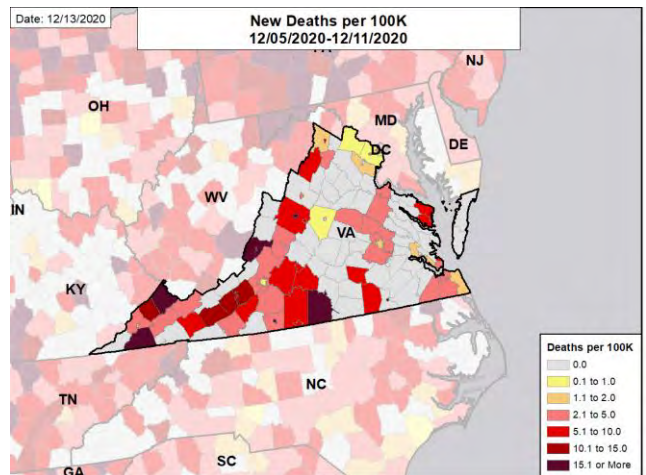 Date: 12/13/2020
New Deaths per 100K
12/05/2020-12/11/2020
NJ
OH
MD
DC
DE
WV
IN
VA
KY
TN
NC
SC
GA
Deaths per 100K
0.0
0.1 to 1.0
1.1 to 2.0
2.1 to 5.0
5.1 to 10.0
10.1 to 15.0
15.1 or More